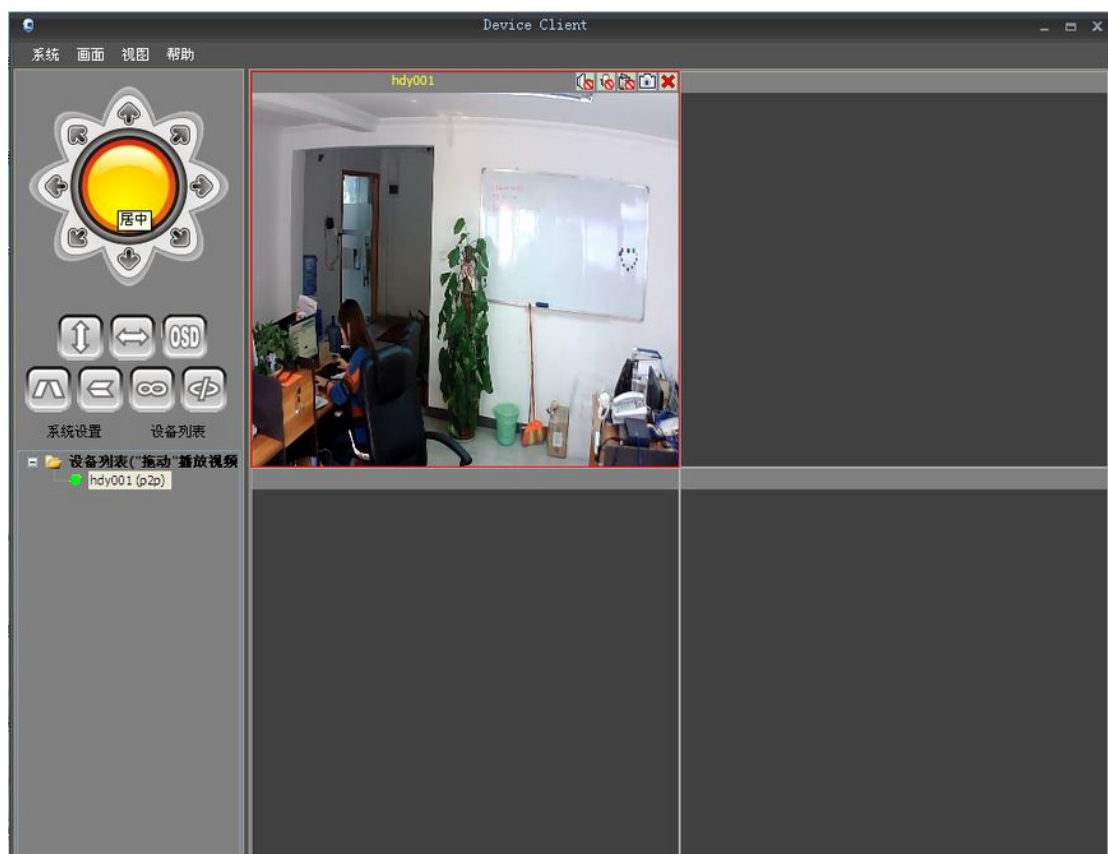 Device Client
系统 画面 视图 帮助
hdy001
居中
OSD
系统设置 设备列表
设备列表("拖动"播放视频
hdy001 (p2p)